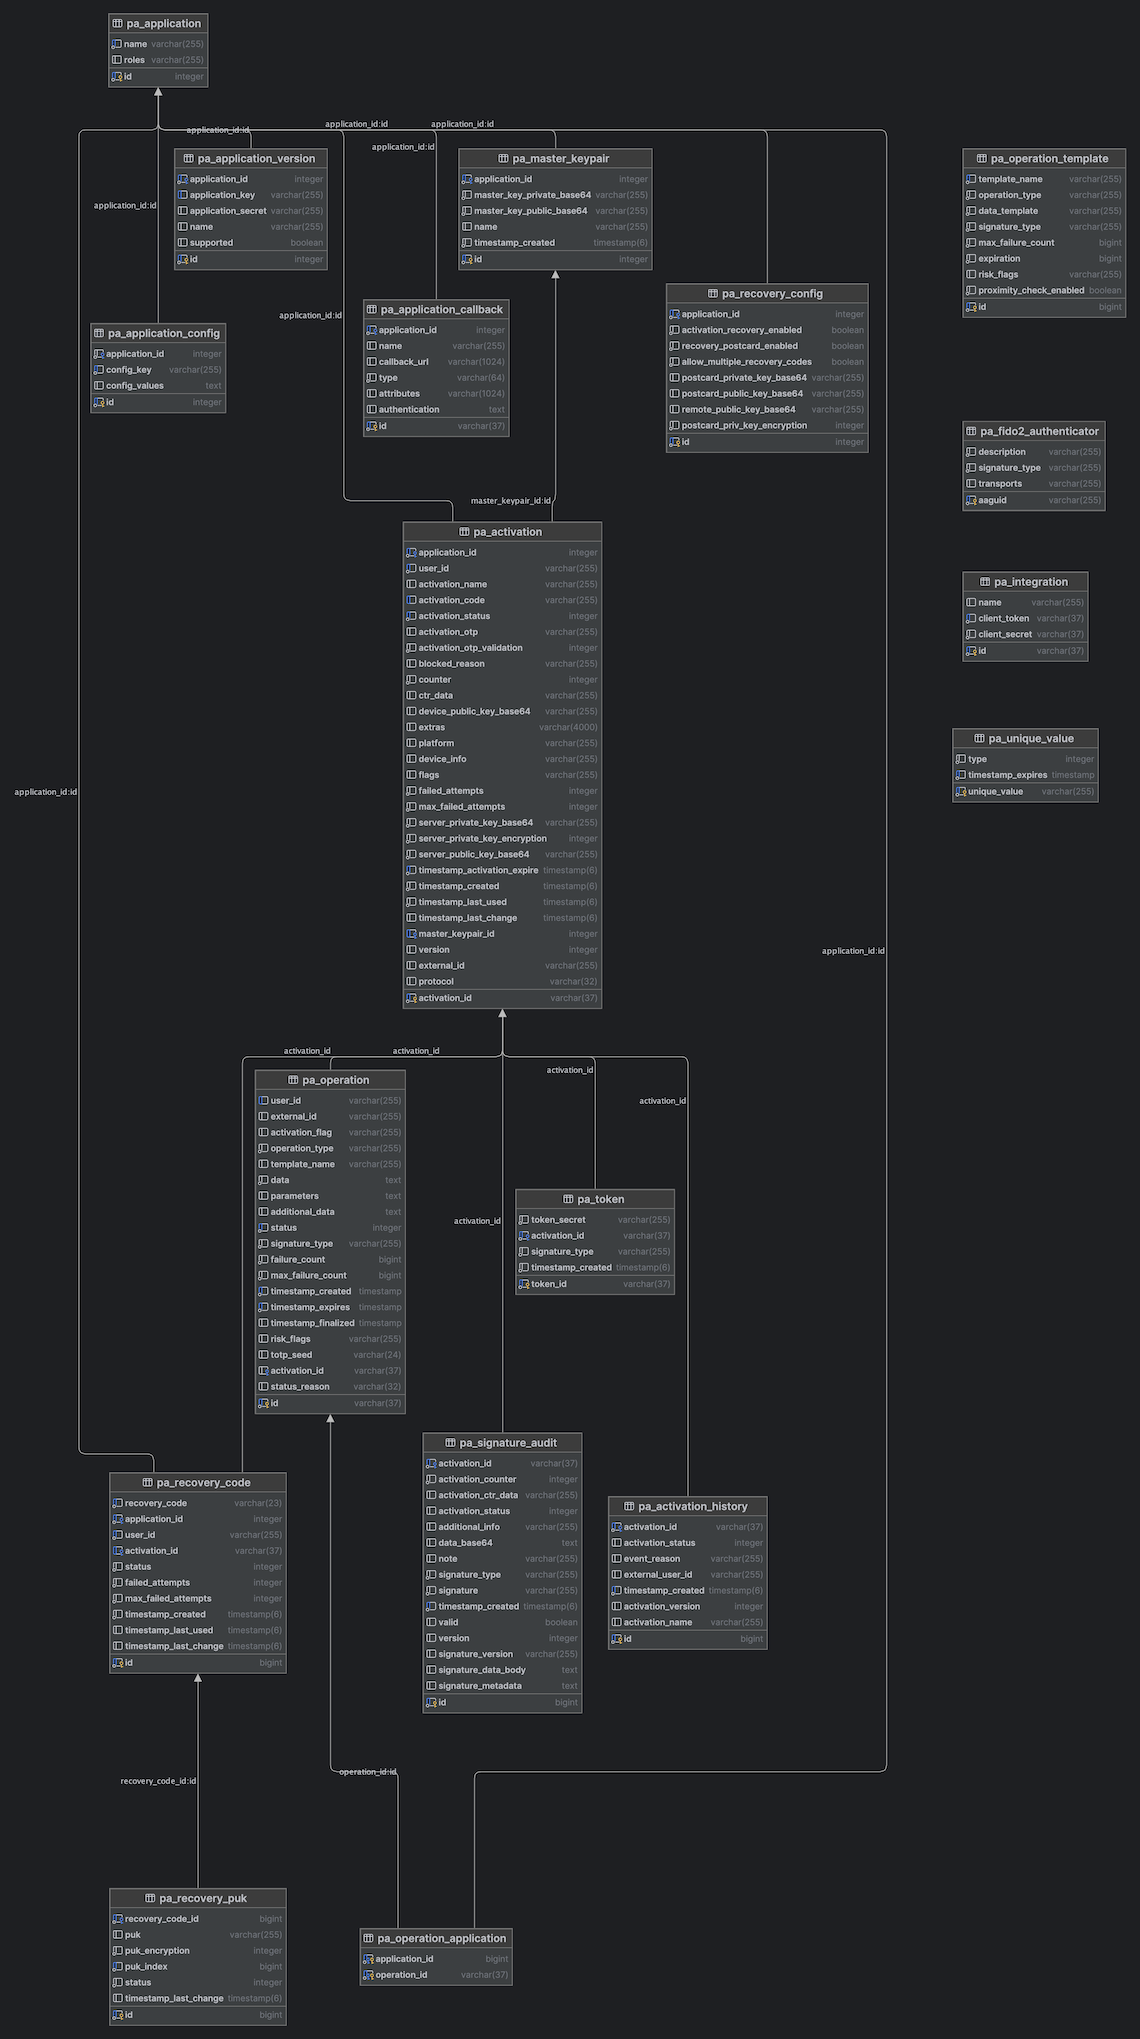 pa_application
name varchar(255)
roles varchar(255)
id integer
application_id:id
application_id:id
application_id:id
application_id:id
pa_application_version
application_id integer
application_key varchar(255)
application_secret varchar(255)
name varchar(255)
supported boolean
id integer
pa_master_keypair
application_id integer
master_key_private_base64 varchar(255)
master_key_public_base64 varchar(255)
name varchar(255)
timestamp_created timestamp(6)
id integer
pa_operation_template
template_name varchar(255)
operation_type varchar(255)
data_template varchar(255)
signature_type varchar(255)
max_failure_count bigint
expiration bigint
risk_flags varchar(255)
proximity_check_enabled boolean
id bigint
application_id:id
application_id:id
pa_application_config
application_id integer
config_key varchar(255)
config_values text
id integer
pa_application_callback
application_id integer
name varchar(255)
callback_url varchar(1024)
type varchar(64)
attributes varchar(1024)
authentication text
id varchar(37)
pa_recovery_config
application_id integer
activation_recovery_enabled boolean
recovery_postcard_enabled boolean
allow_multiple_recovery_codes boolean
postcard_private_key_base64 varchar(255)
postcard_public_key_base64 varchar(255)
remote_public_key_base64 varchar(255)
postcard_priv_key_encryption integer
id integer
pa_fido2_authenticator
description varchar(255)
signature_type varchar(255)
transports varchar(255)
aaguid varchar(255)
master_keypair_id:id
pa_activation
application_id integer
user_id varchar(255)
activation_name varchar(255)
activation_code varchar(255)
activation_status integer
activation_otp varchar(255)
activation_otp_validation integer
blocked_reason varchar(255)
counter integer
ctr_data varchar(255)
device_public_key_base64 varchar(255)
extras varchar(4000)
platform varchar(255)
device_info varchar(255)
flags varchar(255)
failed_attempts integer
max_failed_attempts integer
server_private_key_base64 varchar(255)
server_private_key_encryption integer
server_public_key_base64 varchar(255)
timestamp_activation_expire timestamp(6)
timestamp_created timestamp(6)
timestamp_last_used timestamp(6)
timestamp_last_change timestamp(6)
master_keypair_id integer
version integer
external_id varchar(255)
protocol varchar(32)
activation_id varchar(37)
pa_integration
name varchar(255)
client_token varchar(37)
client_secret varchar(37)
id varchar(37)
pa_unique_value
type integer
timestamp_expires timestamp
unique_value varchar(255)
application_id:id
application_id:id
activation_id
activation_id
activation_id
activation_id
activation_id
pa_operation
user_id varchar(255)
external_id varchar(255)
activation_flag varchar(255)
operation_type varchar(255)
template_name varchar(255)
data text
parameters text
additional_data text
status integer
signature_type varchar(255)
failure_count bigint
max_failure_count bigint
timestamp_created timestamp
timestamp_expires timestamp
timestamp_finalized timestamp
risk_flags varchar(255)
totp_seed varchar(24)
activation_id varchar(37)
status_reason varchar(32)
id varchar(37)
pa_token
token_secret varchar(255)
activation_id varchar(37)
signature_type varchar(255)
timestamp_created timestamp(6)
token_id varchar(37)
pa_signature_audit
activation_id varchar(37)
activation_counter integer
activation_ctr_data varchar(255)
activation_status integer
additional_info varchar(255)
data_base64 text
note varchar(255)
signature_type varchar(255)
signature varchar(255)
timestamp_created timestamp(6)
valid boolean
version integer
signature_version varchar(255)
signature_data_body text
signature_metadata text
id bigint
pa_recovery_code
recovery_code varchar(23)
application_id integer
user_id varchar(255)
activation_id varchar(37)
status integer
failed_attempts integer
max_failed_attempts integer
timestamp_created timestamp(6)
timestamp_last_used timestamp(6)
timestamp_last_change timestamp(6)
id bigint
pa_activation_history
activation_id varchar(37)
activation_status integer
event_reason varchar(255)
external_user_id varchar(255)
timestamp_created timestamp(6)
activation_version integer
activation_name varchar(255)
id bigint
operation_id:id
recovery_code_id:id
pa_recovery_puk
recovery_code_id bigint
puk varchar(255)
puk_encryption integer
puk_index bigint
status integer
timestamp_last_change timestamp(6)
id bigint
pa_operation_application
application_id bigint
operation_id varchar(37)